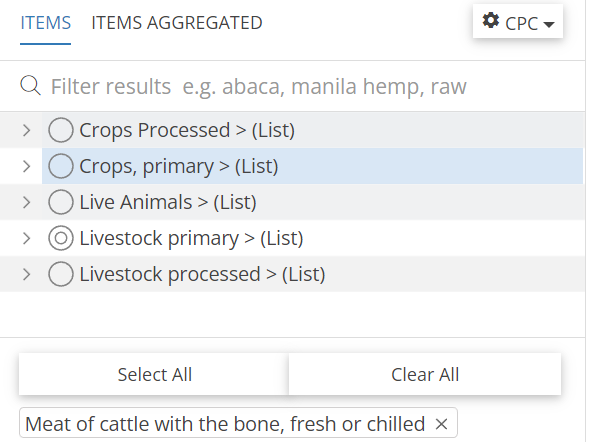 ITEMS ITEMS AGGREGATED CPC
Filter results e.g. abaca, manila hemp, raw
Crops Processed > (List)
Crops, primary > (List)
Live Animals > (List)
Livestock primary > (List)
Livestock processed > (List)
Select All Clear All
Meat of cattle with the bone, fresh or chilled ×